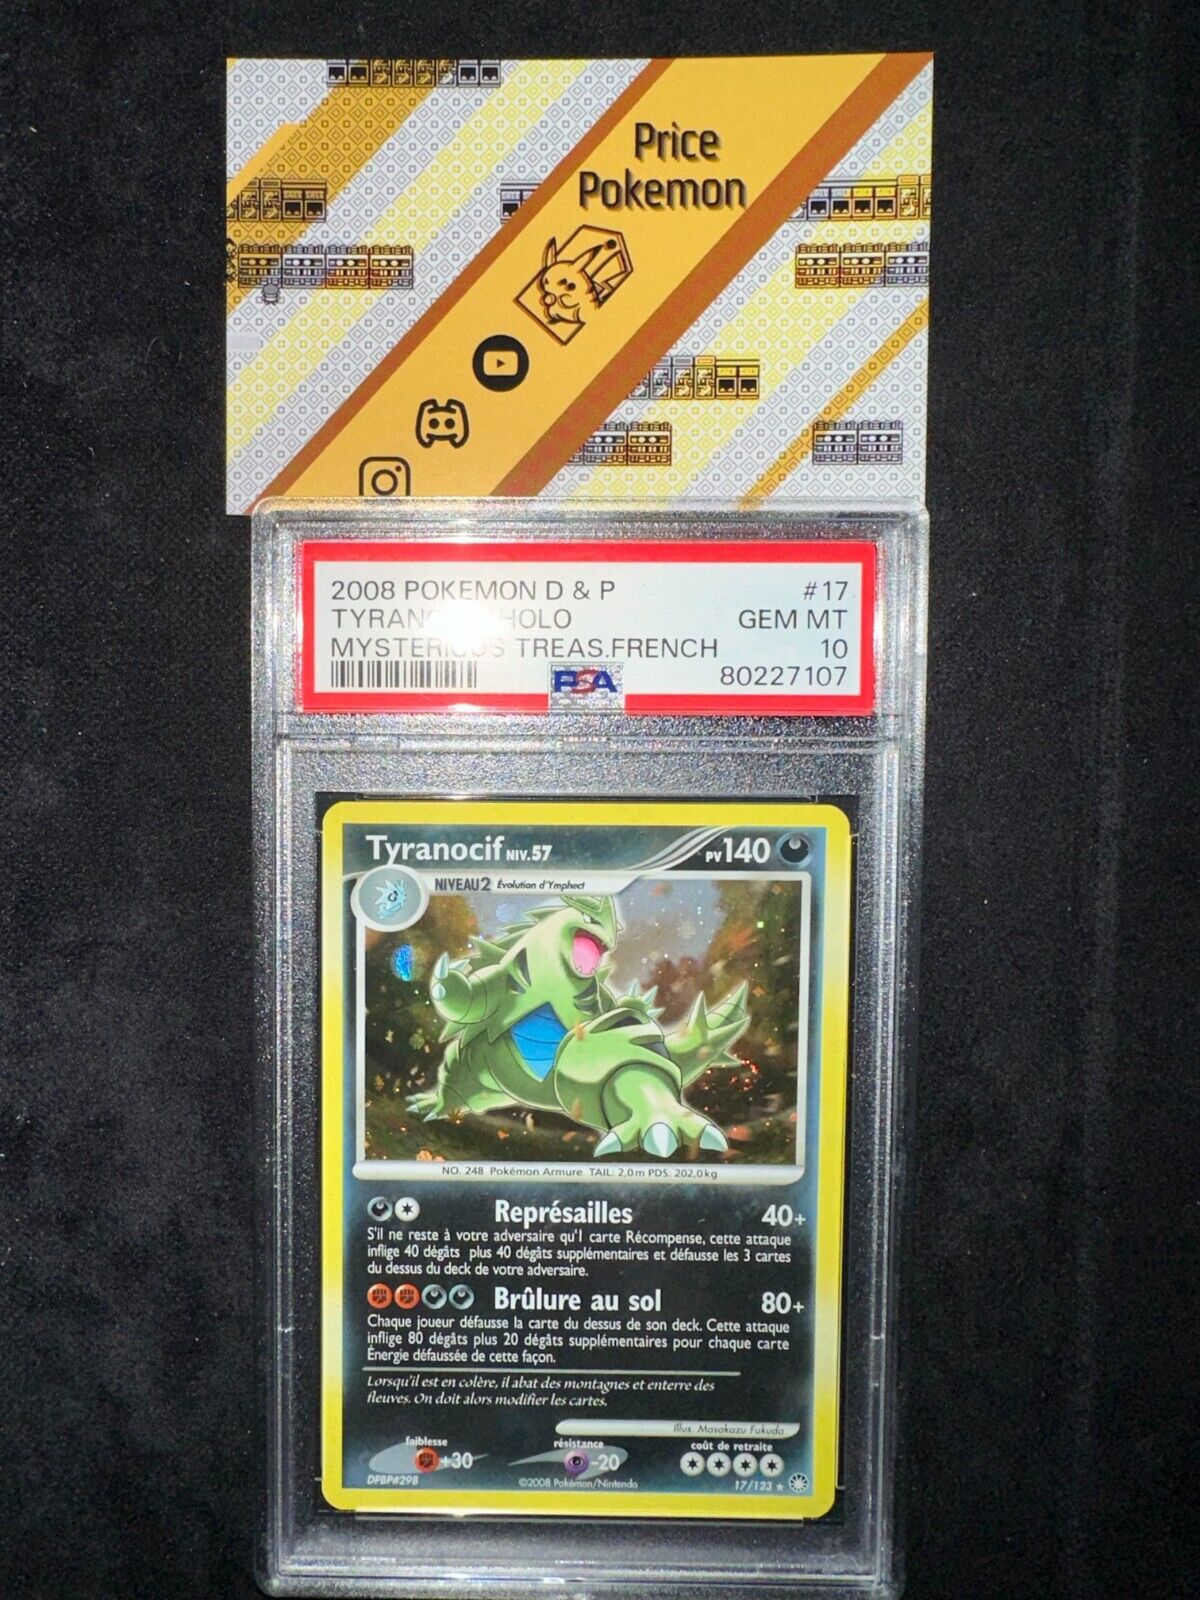 Price
Pokemon
2008 POKEMON D & P #17
HOLO GEM MT
MYSTERIOUS TREAS.FRENCH 10
PSA 80227107
Tyranocif NIV.57 PV 140
NIVEAU2 Évolution d'Ymphect
NO. 248 Pokémon Armure TAIL: 2,0m PDS: 202,0kg
Représailles 40+
S'il ne reste à votre adversaire qu'1 carte Récompense, cette attaque
inflige 40 dégâts plus 40 dégâts supplémentaires et défausse les 3 cartes
du dessus du deck de votre adversaire.
Brûlure au sol 80+
Chaque joueur défausse la carte du dessus de son deck. Cette attaque
inflige 80 dégâts plus 20 dégâts supplémentaires pour chaque carte
Énergie défaussée de cette façon.
Lorsqu'il est en colère, il abat des montagnes et enterre des
fleuves. On doit alors modifier les cartes.
Illus. Masakazu Fukuda
faiblesse résistance coût de retraite
+30 -20
DPBP#298 ©2008 Pokémon/Nintendo 17/123 ★